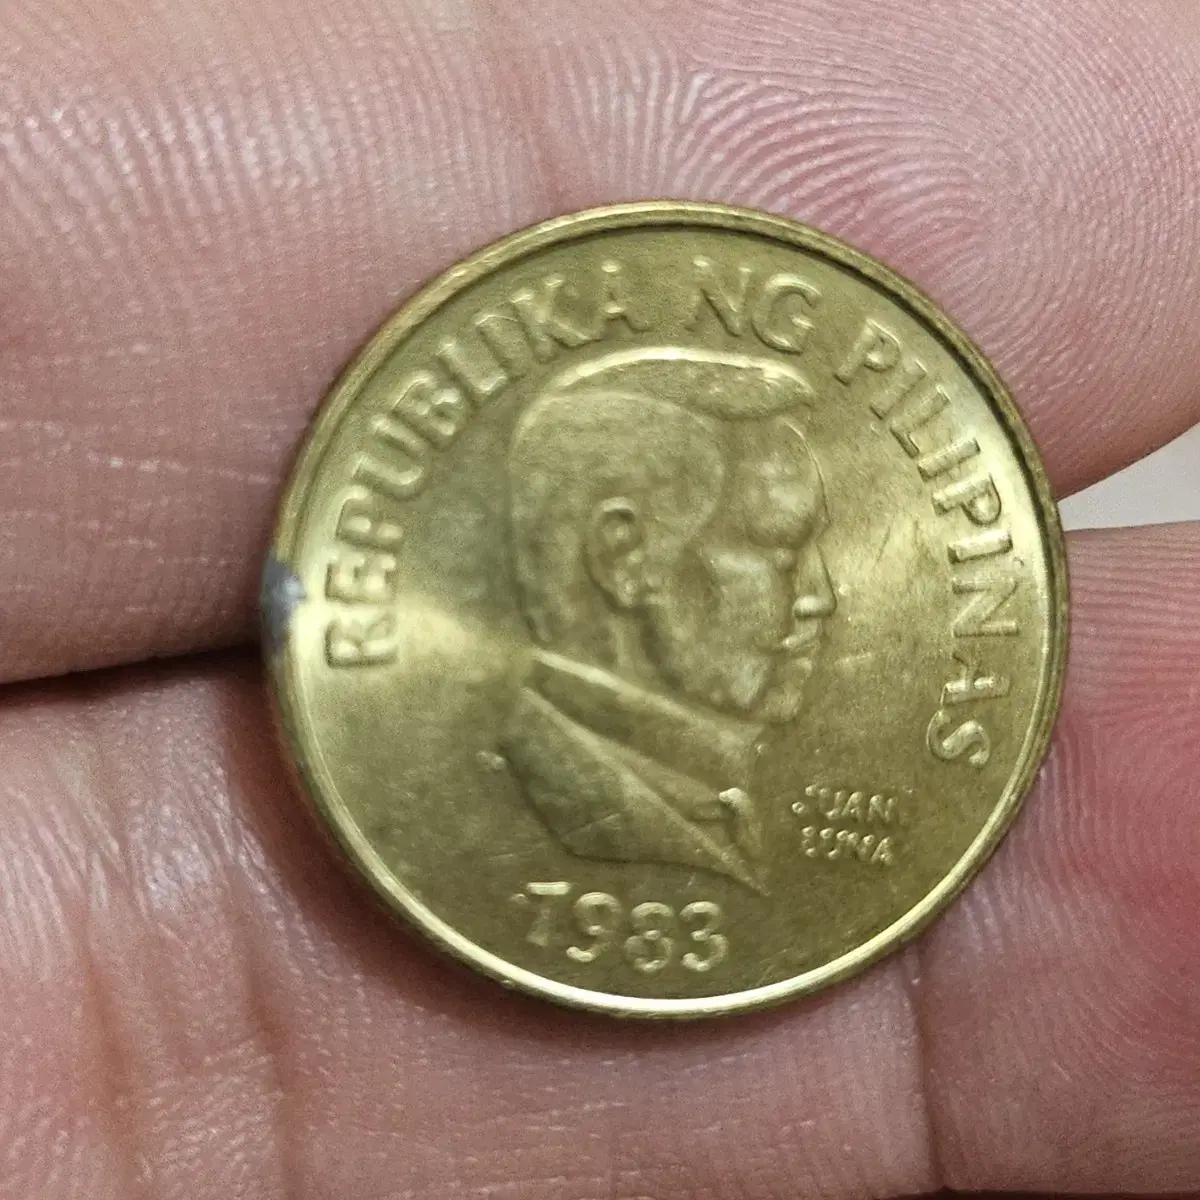 REPUBLIKA NG PILIPINAS
JUAN
LUNA
1983